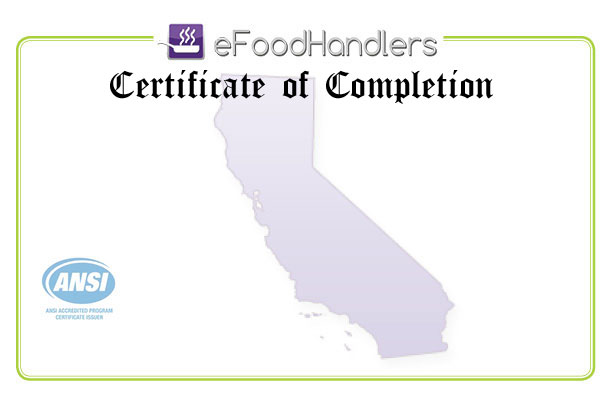 eFoodHandlers
Certificate of Completion
ANSI
ANSI ACCREDITED PROGRAM
CERTIFICATE ISSUER